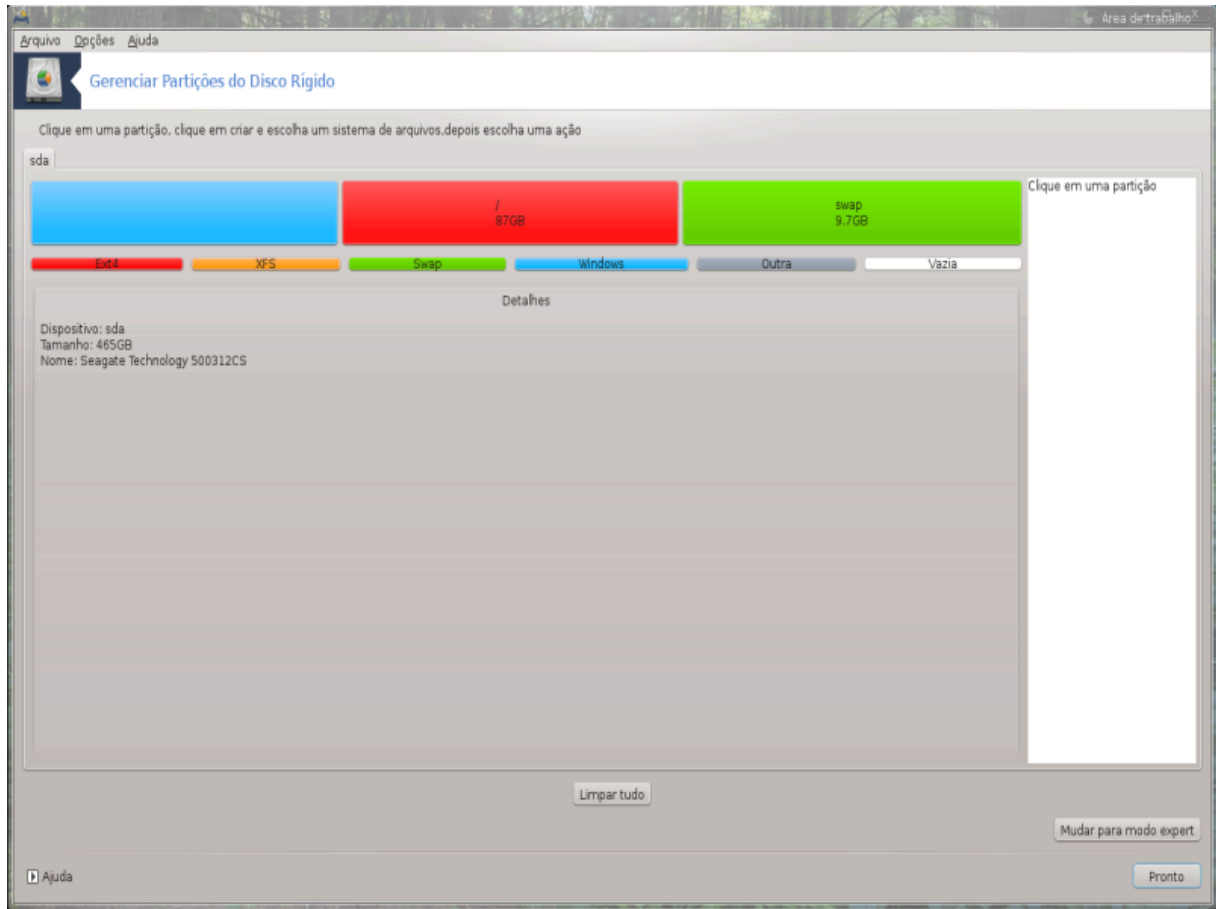 Área de trabalho
Arquivo Opções Ajuda
Gerenciar Partições do Disco Rígido
Clique em uma partição, clique em criar e escolha um sistema de arquivos,depois escolha uma ação
sda
/
87GB
swap
9.7GB
Clique em uma partição
Ext4 XFS Swap Windows Outra Vazia
Detalhes
Dispositivo: sda
Tamanho: 465GB
Nome: Seagate Technology 500312CS
Limpar tudo
Mudar para modo expert
Ajuda
Pronto